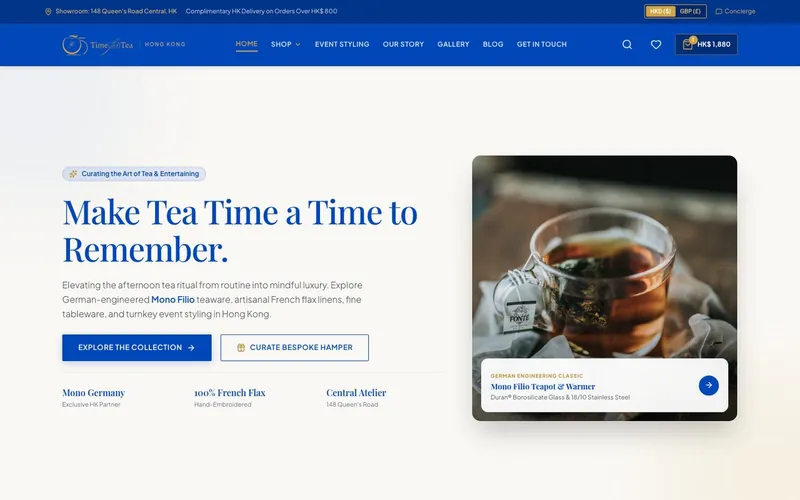 Showroom: 148 Queen's Road Central, HK
Complimentary HK Delivery on Orders Over HK$ 800
HKD ($)
GBP (£)
Concierge
Time for Tea
HONG KONG
HOME
SHOP
EVENT STYLING
OUR STORY
GALLERY
BLOG
GET IN TOUCH
1
HK$ 1,880
Curating the Art of Tea & Entertaining
Make Tea Time a Time to
Remember.
Elevating the afternoon tea ritual from routine into mindful luxury. Explore
German-engineered Mono Filio teaware, artisanal French flax linens, fine
tableware, and turnkey event styling in Hong Kong.
EXPLORE THE COLLECTION
CURATE BESPOKE HAMPER
Mono Germany
Exclusive HK Partner
100% French Flax
Hand-Embroidered
Central Atelier
148 Queen's Road
FONTÉ
GERMAN ENGINEERING CLASSIC
Mono Filio Teapot & Warmer
Duran® Borosilicate Glass & 18/10 Stainless Steel